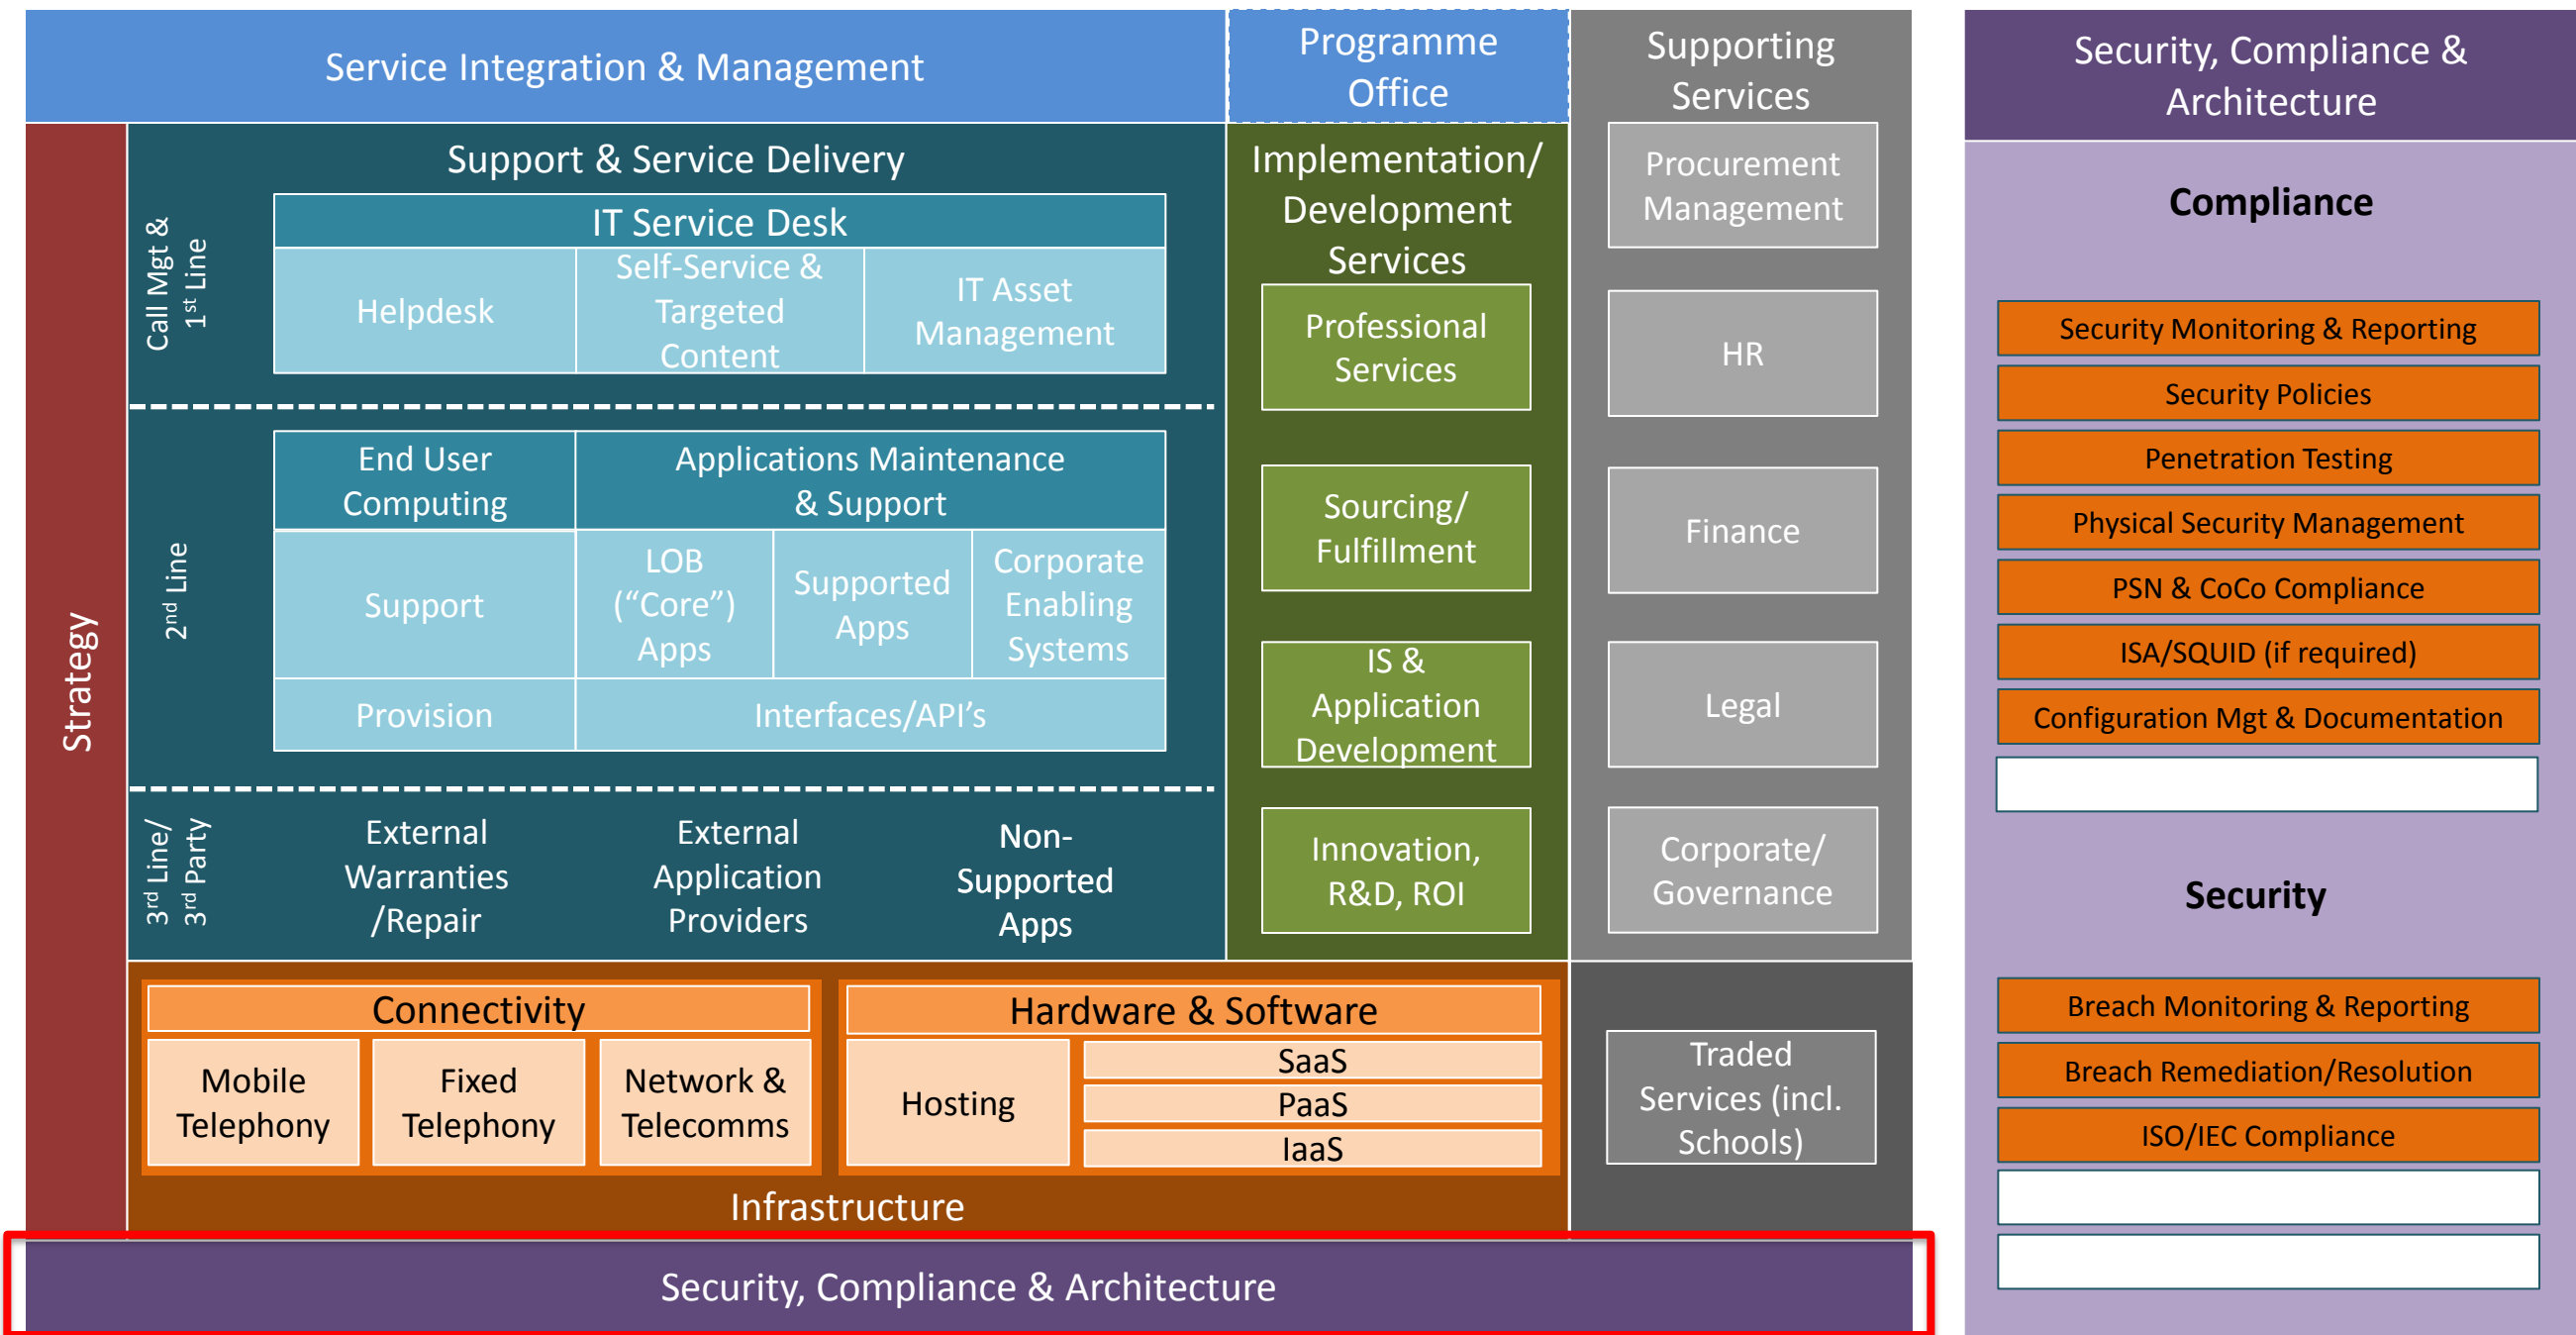 Service Integration & Management
Programme
Office
Supporting
Services
Strategy
Support & Service Delivery
Call Mgt &
1st Line
IT Service Desk
Helpdesk
Self-Service &
Targeted
Content
IT Asset
Management
2nd Line
End User
Computing
Applications Maintenance
& Support
Support
LOB
(“Core”)
Apps
Supported
Apps
Corporate
Enabling
Systems
Provision
Interfaces/API’s
3rd Line/
3rd Party
External
Warranties
/Repair
External
Application
Providers
Non-
Supported
Apps
Implementation/
Development
Services
Professional
Services
Sourcing/
Fulfillment
IS &
Application
Development
Innovation,
R&D, ROI
Procurement
Management
HR
Finance
Legal
Corporate/
Governance
Connectivity
Mobile
Telephony
Fixed
Telephony
Network &
Telecomms
Hardware & Software
Hosting
SaaS
PaaS
IaaS
Infrastructure
Traded
Services (incl.
Schools)
Security, Compliance & Architecture
Security, Compliance &
Architecture
Compliance
Security Monitoring & Reporting
Security Policies
Penetration Testing
Physical Security Management
PSN & CoCo Compliance
ISA/SQUID (if required)
Configuration Mgt & Documentation
Security
Breach Monitoring & Reporting
Breach Remediation/Resolution
ISO/IEC Compliance